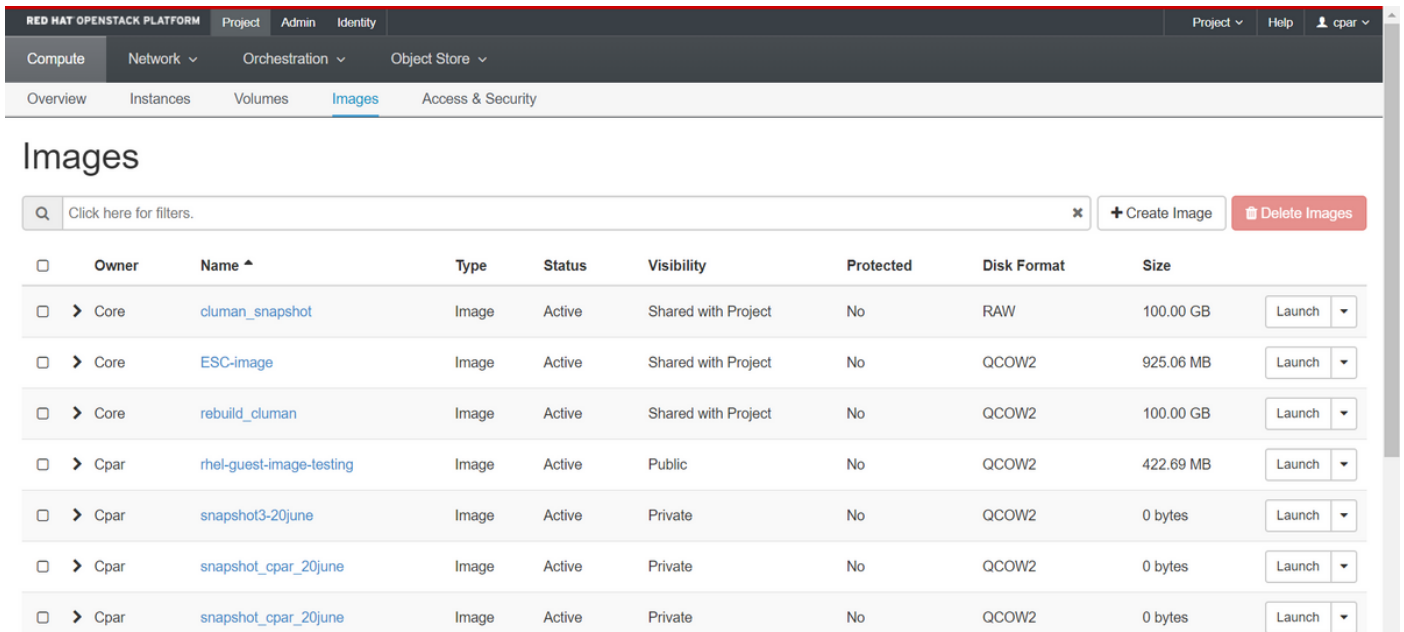 RED HAT OPENSTACK PLATFORM Project Admin Identity Project Help cpar
Compute Network Orchestration Object Store
Overview Instances Volumes Images Access & Security
Images
Click here for filters. Create Image Delete Images
Owner Name Type Status Visibility Protected Disk Format Size
Core cluman_snapshot Image Active Shared with Project No RAW 100.00 GB Launch
Core ESC-image Image Active Shared with Project No QCOW2 925.06 MB Launch
Core rebuild_cluman Image Active Shared with Project No QCOW2 100.00 GB Launch
Cpar rhel-guest-image-testing Image Active Public No QCOW2 422.69 MB Launch
Cpar snapshot3-20june Image Active Private No QCOW2 0 bytes Launch
Cpar snapshot_cpar_20june Image Active Private No QCOW2 0 bytes Launch
Cpar snapshot_cpar_20june Image Active Private No QCOW2 0 bytes Launch